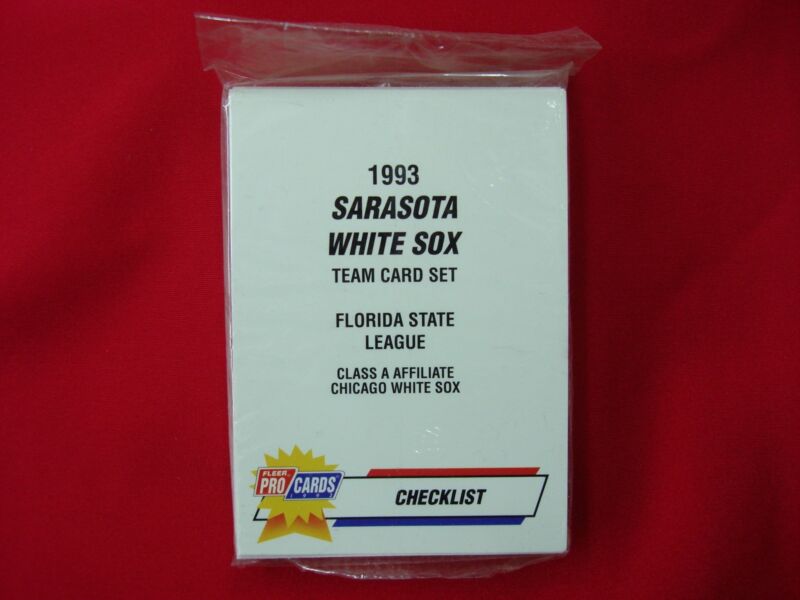 1993
SARASOTA
WHITE SOX
TEAM CARD SET
FLORIDA STATE
LEAGUE
CLASS A AFFILIATE
CHICAGO WHITE SOX
FLEER
PRO CARDS
1993
CHECKLIST